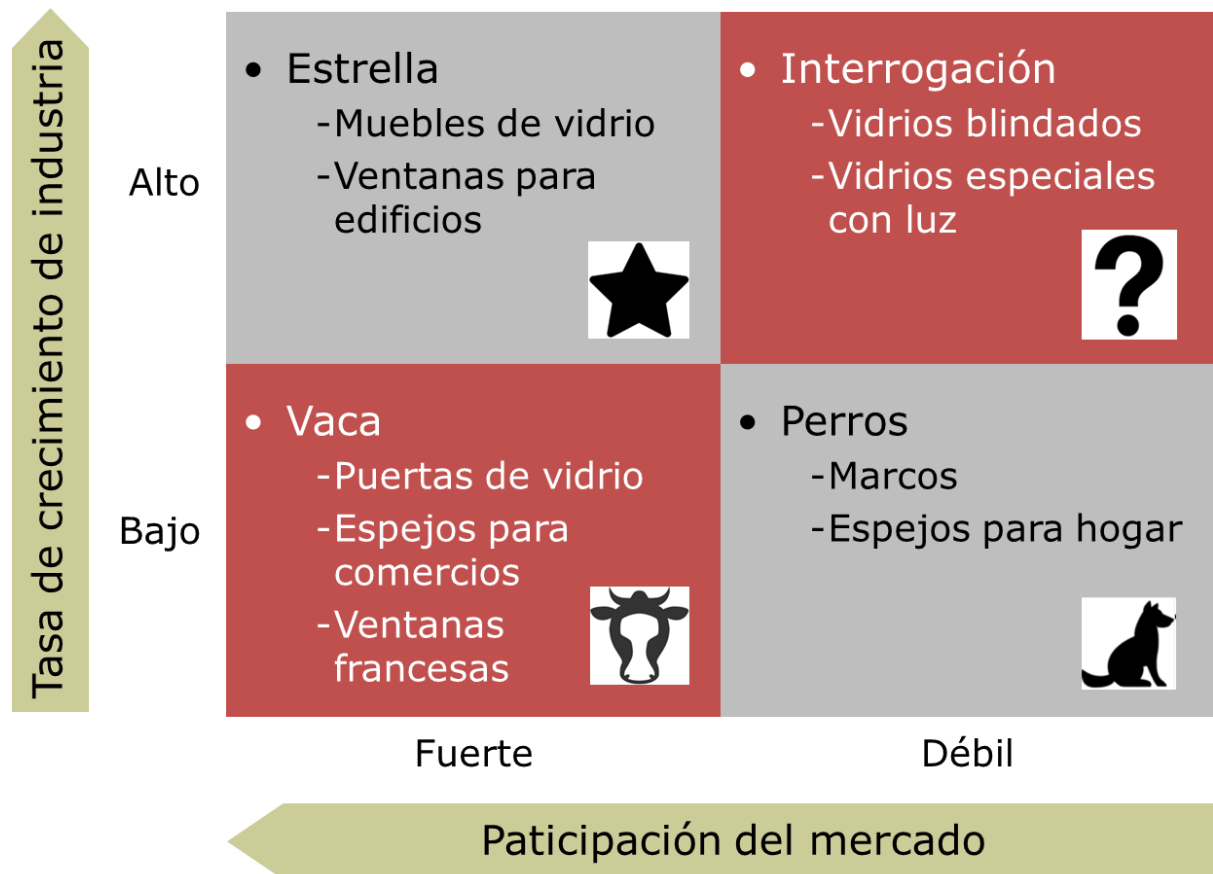 Tasa de crecimiento de industria
Alto
• Estrella
-Muebles de vidrio
-Ventanas para
edificios
• Interrogación
-Vidrios blindados
-Vidrios especiales
con luz
?
Bajo
• Vaca
-Puertas de vidrio
-Espejos para
comercios
-Ventanas
francesas
• Perros
-Marcos
-Espejos para hogar
Fuerte
Débil
Paticipación del mercado